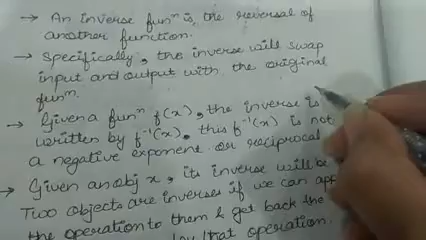 → An inverse funⁿ is, the reversal of
another function.
→ Specifically, the inverse will swap
input and output with the original
funⁿ.
→ Given a funⁿ f(x), the inverse is
written by f⁻¹(x), this f⁻¹(x) is not
a negative exponent or reciprocal
→ Given an obj x, its inverse will be
Two objects are inverses if we can
the operation to them & get back the
that operation.